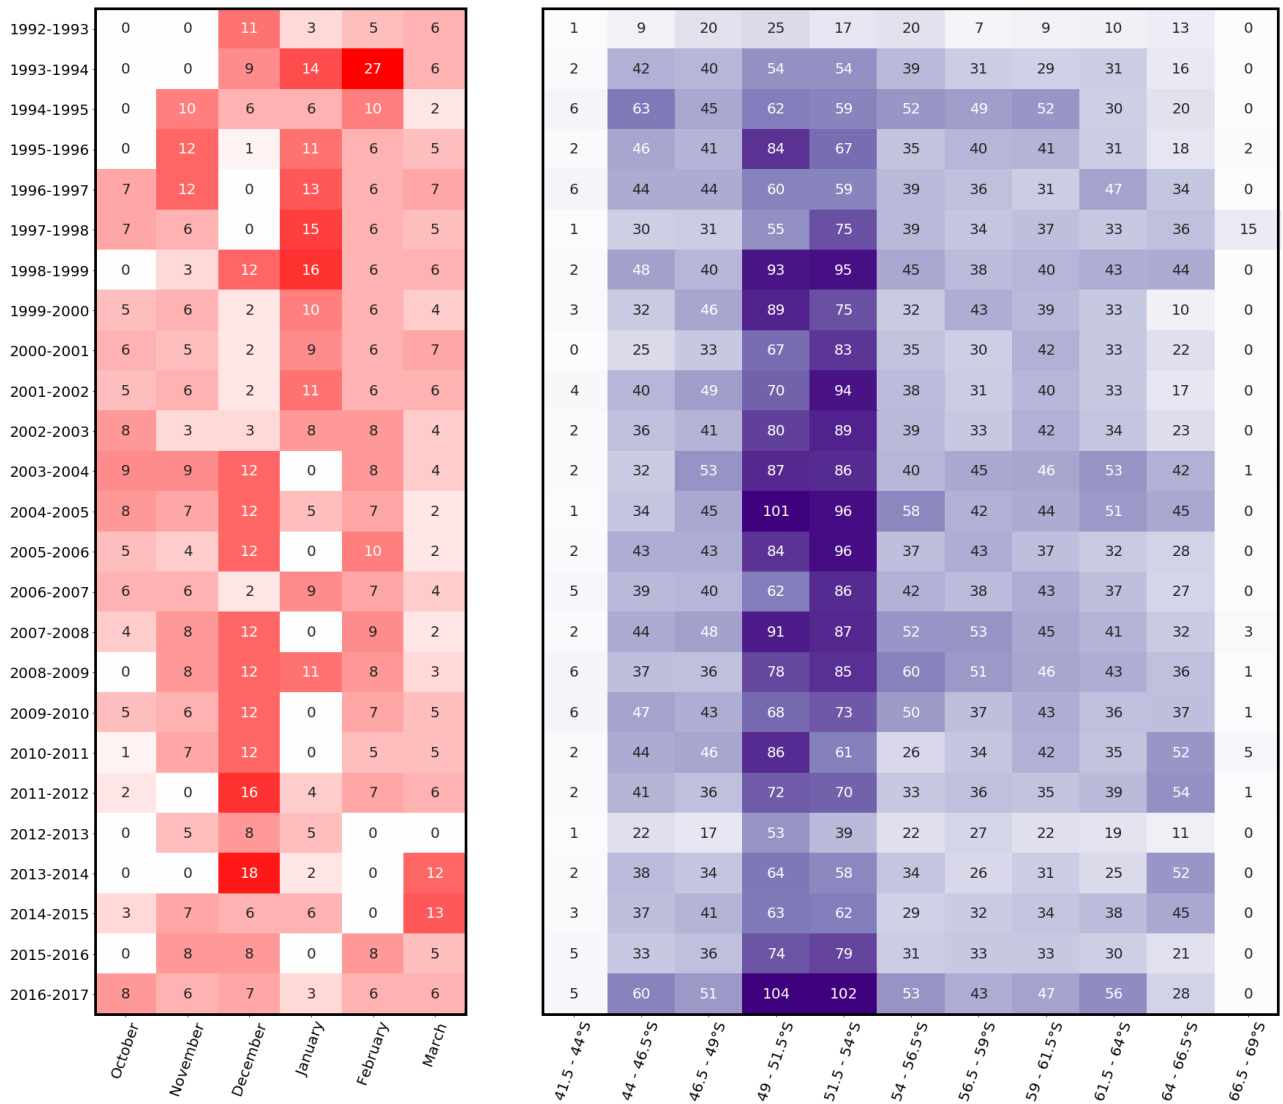 1992-1993 0 0 11 3 5 6 1 9 20 25 17 20 7 9 10 13 0
1993-1994 0 0 9 14 27 6 2 42 40 54 54 39 31 29 31 16 0
1994-1995 0 10 6 6 10 2 6 63 45 62 59 52 49 52 30 20 0
1995-1996 0 12 1 11 6 5 2 46 41 84 67 35 40 41 31 18 2
1996-1997 7 12 0 13 6 7 6 44 44 60 59 39 36 31 47 34 0
1997-1998 7 6 0 15 6 5 1 30 31 55 75 39 34 37 33 36 15
1998-1999 0 3 12 16 6 6 2 48 40 93 95 45 38 40 43 44 0
1999-2000 5 6 2 10 6 4 3 32 46 89 75 32 43 39 33 10 0
2000-2001 6 5 2 9 6 7 0 25 33 67 83 35 30 42 33 22 0
2001-2002 5 6 2 11 6 6 4 40 49 70 94 38 31 40 33 17 0
2002-2003 8 3 3 8 8 4 2 36 41 80 89 39 33 42 34 23 0
2003-2004 9 9 12 0 8 4 2 32 53 87 86 40 45 46 53 42 1
2004-2005 8 7 12 5 7 2 1 34 45 101 96 58 42 44 51 45 0
2005-2006 5 4 12 0 10 2 2 43 43 84 96 37 43 37 32 28 0
2006-2007 6 6 2 9 7 4 5 39 40 62 86 42 38 43 37 27 0
2007-2008 4 8 12 0 9 2 2 44 48 91 87 52 53 45 41 32 3
2008-2009 0 8 12 11 8 3 6 37 36 78 85 60 51 46 43 36 1
2009-2010 5 6 12 0 7 5 6 47 43 68 73 50 37 43 36 37 1
2010-2011 1 7 12 0 5 5 2 44 46 86 61 26 34 42 35 52 5
2011-2012 2 0 16 4 7 6 2 41 36 72 70 33 36 35 39 54 1
2012-2013 0 5 8 5 0 0 1 22 17 53 39 22 27 22 19 11 0
2013-2014 0 0 18 2 0 12 2 38 34 64 58 34 26 31 25 52 0
2014-2015 3 7 6 6 0 13 3 37 41 63 62 29 32 34 38 45 0
2015-2016 0 8 8 0 8 5 5 33 36 74 79 31 33 33 30 21 0
2016-2017 8 6 7 3 6 6 5 60 51 104 102 53 43 47 56 28 0
October November December January February March 41.5 - 44°S 44 - 46.5°S 46.5 - 49°S 49 - 51.5°S 51.5 - 54°S 54 - 56.5°S 56.5 - 59°S 59 - 61.5°S 61.5 - 64°S 64 - 66.5°S 66.5 - 69°S